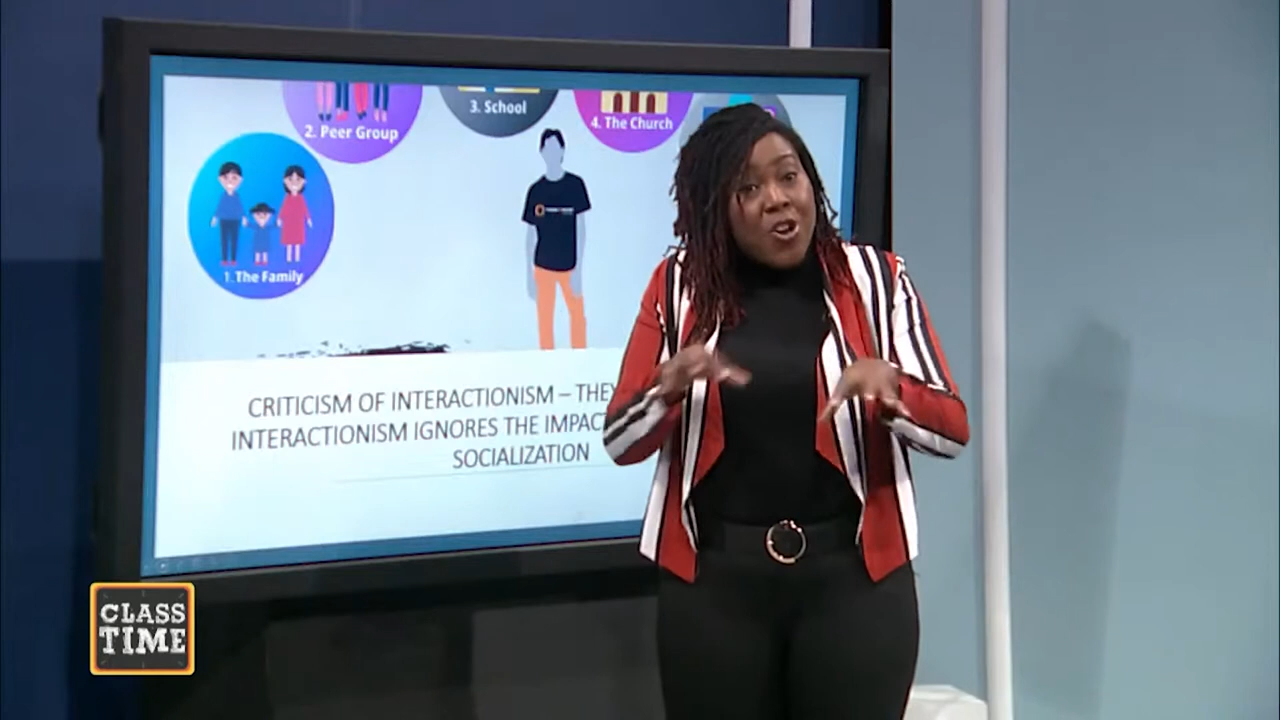 2. Peer Group
3. School
4. The Church
1. The Family
CRITICISM OF INTERACTIONISM – THEY
INTERACTIONISM IGNORES THE IMPACT
SOCIALIZATION
CLASS
TIME